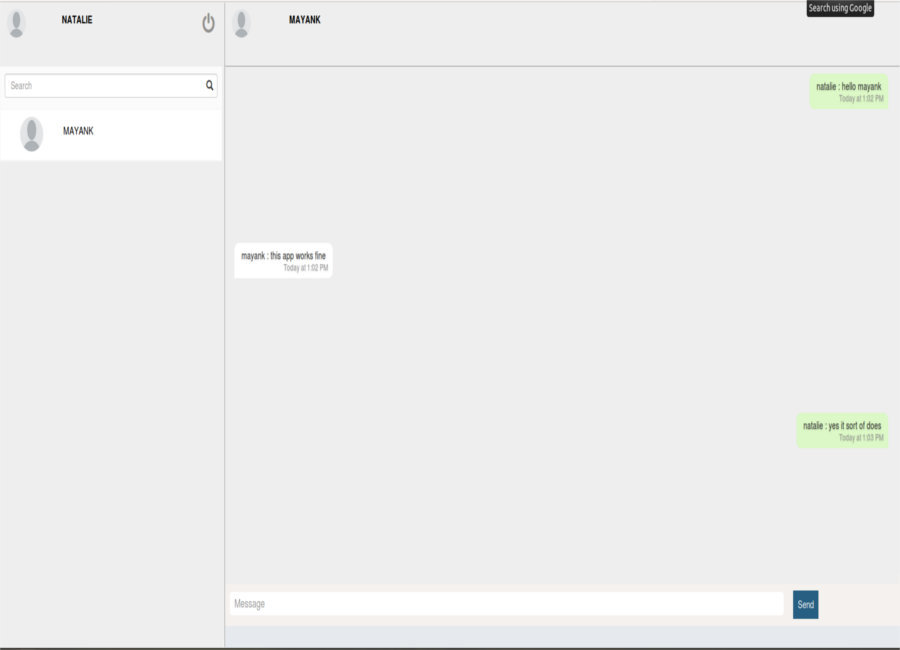 NATALIE
MAYANK
Search using Google
Search
MAYANK
natalie : hello mayank
Today at 1:02 PM
mayank : this app works fine
Today at 1:02 PM
natalie : yes it sort of does
Today at 1:03 PM
Message
Send